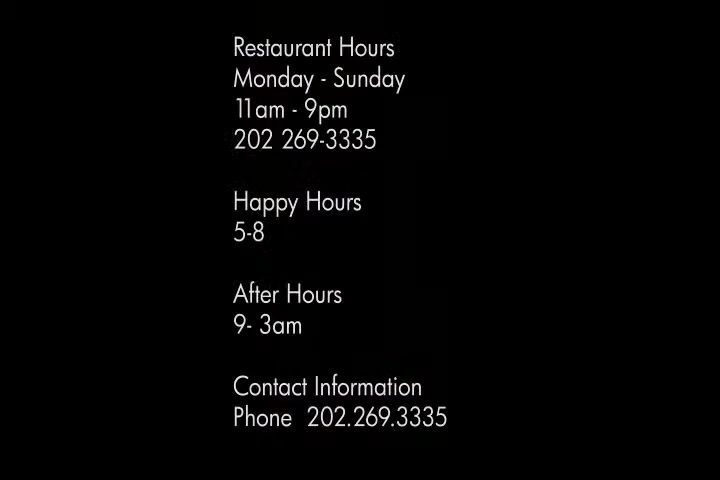 Restaurant Hours
Monday - Sunday
11am - 9pm
202 269-3335
Happy Hours
5-8
After Hours
9- 3am
Contact Information
Phone 202.269.3335